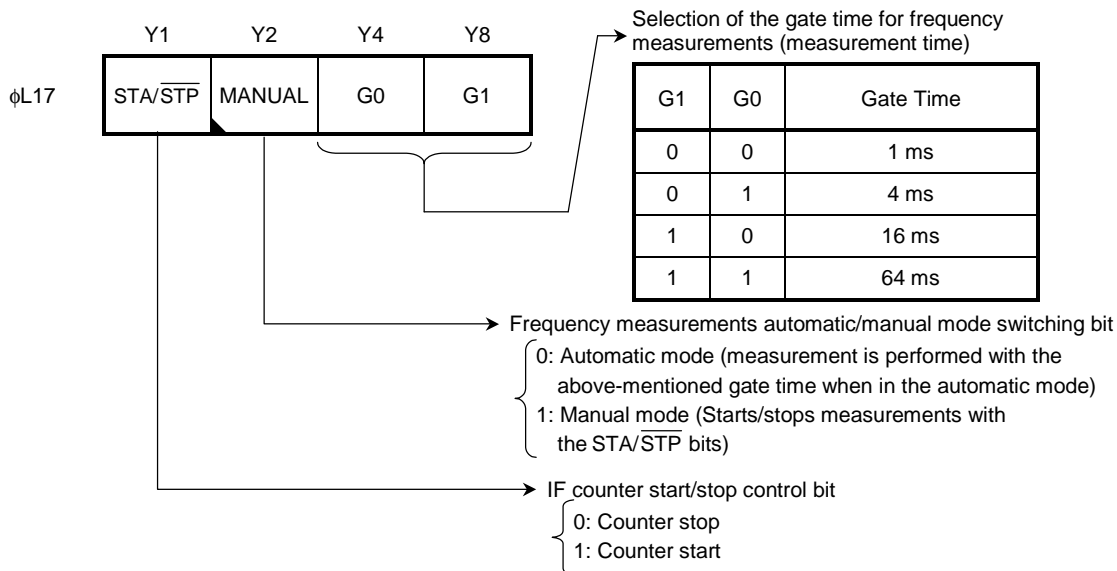 Selection of the gate time for frequency
measurements (measurement time)
Y1 Y2 Y4 Y8
φL17 STA/STP MANUAL G0 G1
G1 G0 Gate Time
0 0 1 ms
0 1 4 ms
1 0 16 ms
1 1 64 ms
Frequency measurements automatic/manual mode switching bit
0: Automatic mode (measurement is performed with the
above-mentioned gate time when in the automatic mode)
1: Manual mode (Starts/stops measurements with
the STA/STP bits)
IF counter start/stop control bit
0: Counter stop
1: Counter start